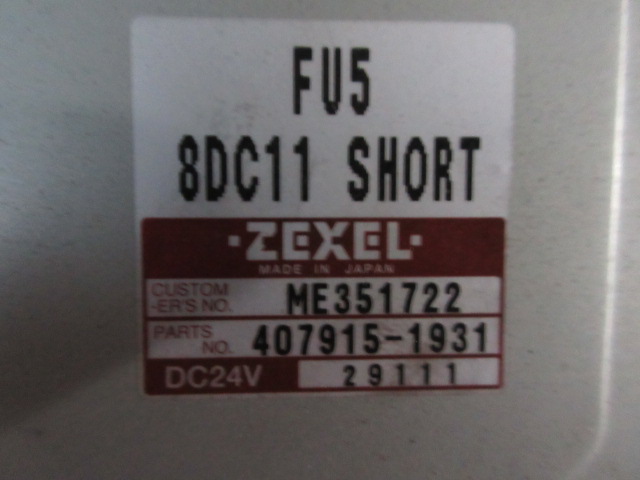 FU5
8DC11 SHORT
·ZEXEL·
MADE IN JAPAN
CUSTOM
-ER'S NO. ME351722
PARTS
NO. 407915-1931
DC24V 29111